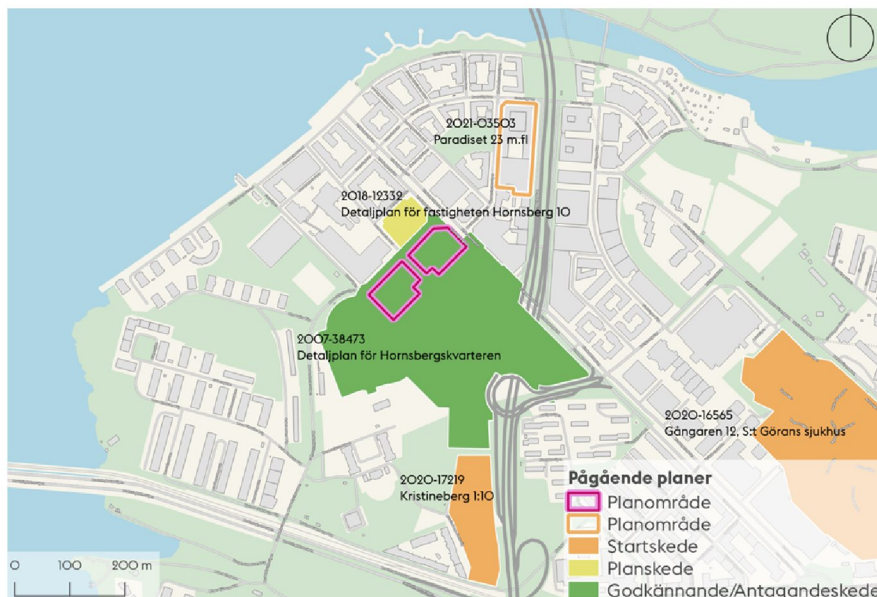 2021-03503
Paradiset 23 m.fl
2018-12332
Detaljplan för fastigheten Hornsberg 10
2007-38473
Detaljplan för Hornsbergskvarteren
2020-16565
Gångaren 12, S:t Görans sjukhus
2020-17219
Kristineberg 1:10
Pågående planer
Planområde
Planområde
Startskede
Planskede
Godkännande/Antagandeskede
0 100 200 m